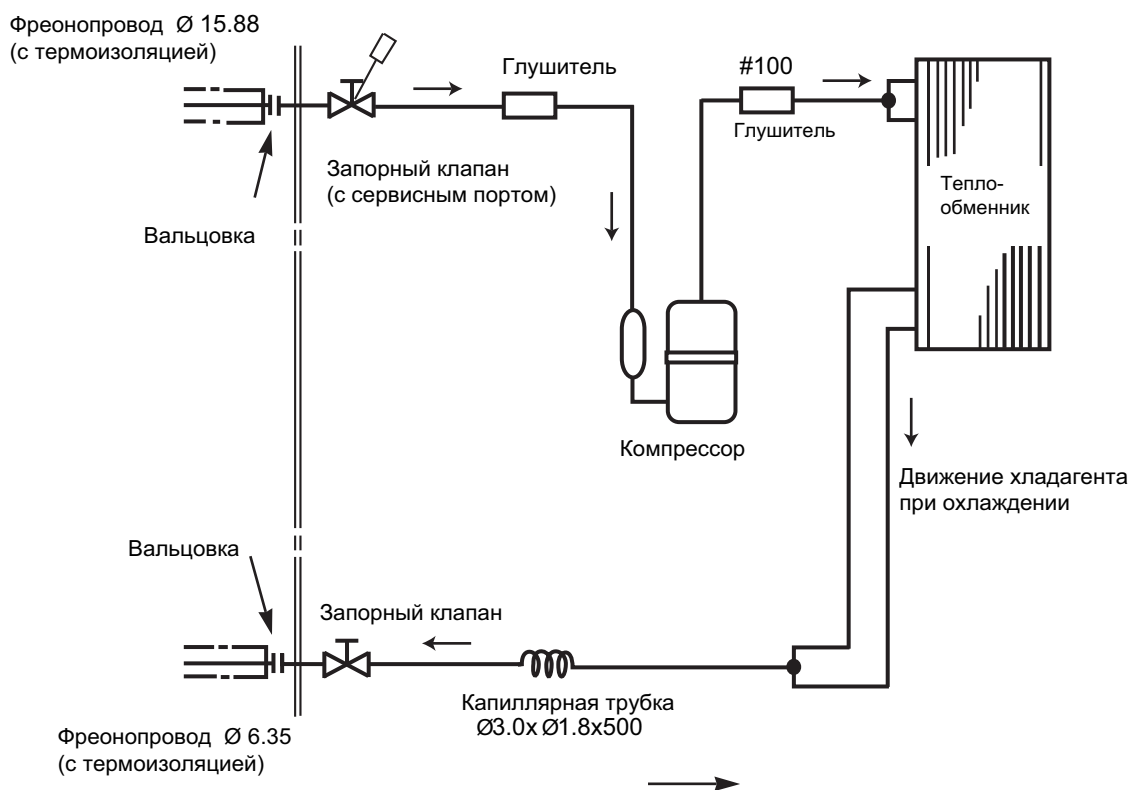 Фреонопровод Ø 15.88
(с термоизоляцией)
Глушитель
#100
Глушитель
Запорный клапан
(с сервисным портом)
Тепло-
обменник
Вальцовка
Компрессор
Движение хладагента
при охлаждении
Вальцовка
Запорный клапан
Капиллярная трубка
Ø3.0x Ø1.8x500
Фреонопровод Ø 6.35
(с термоизоляцией)